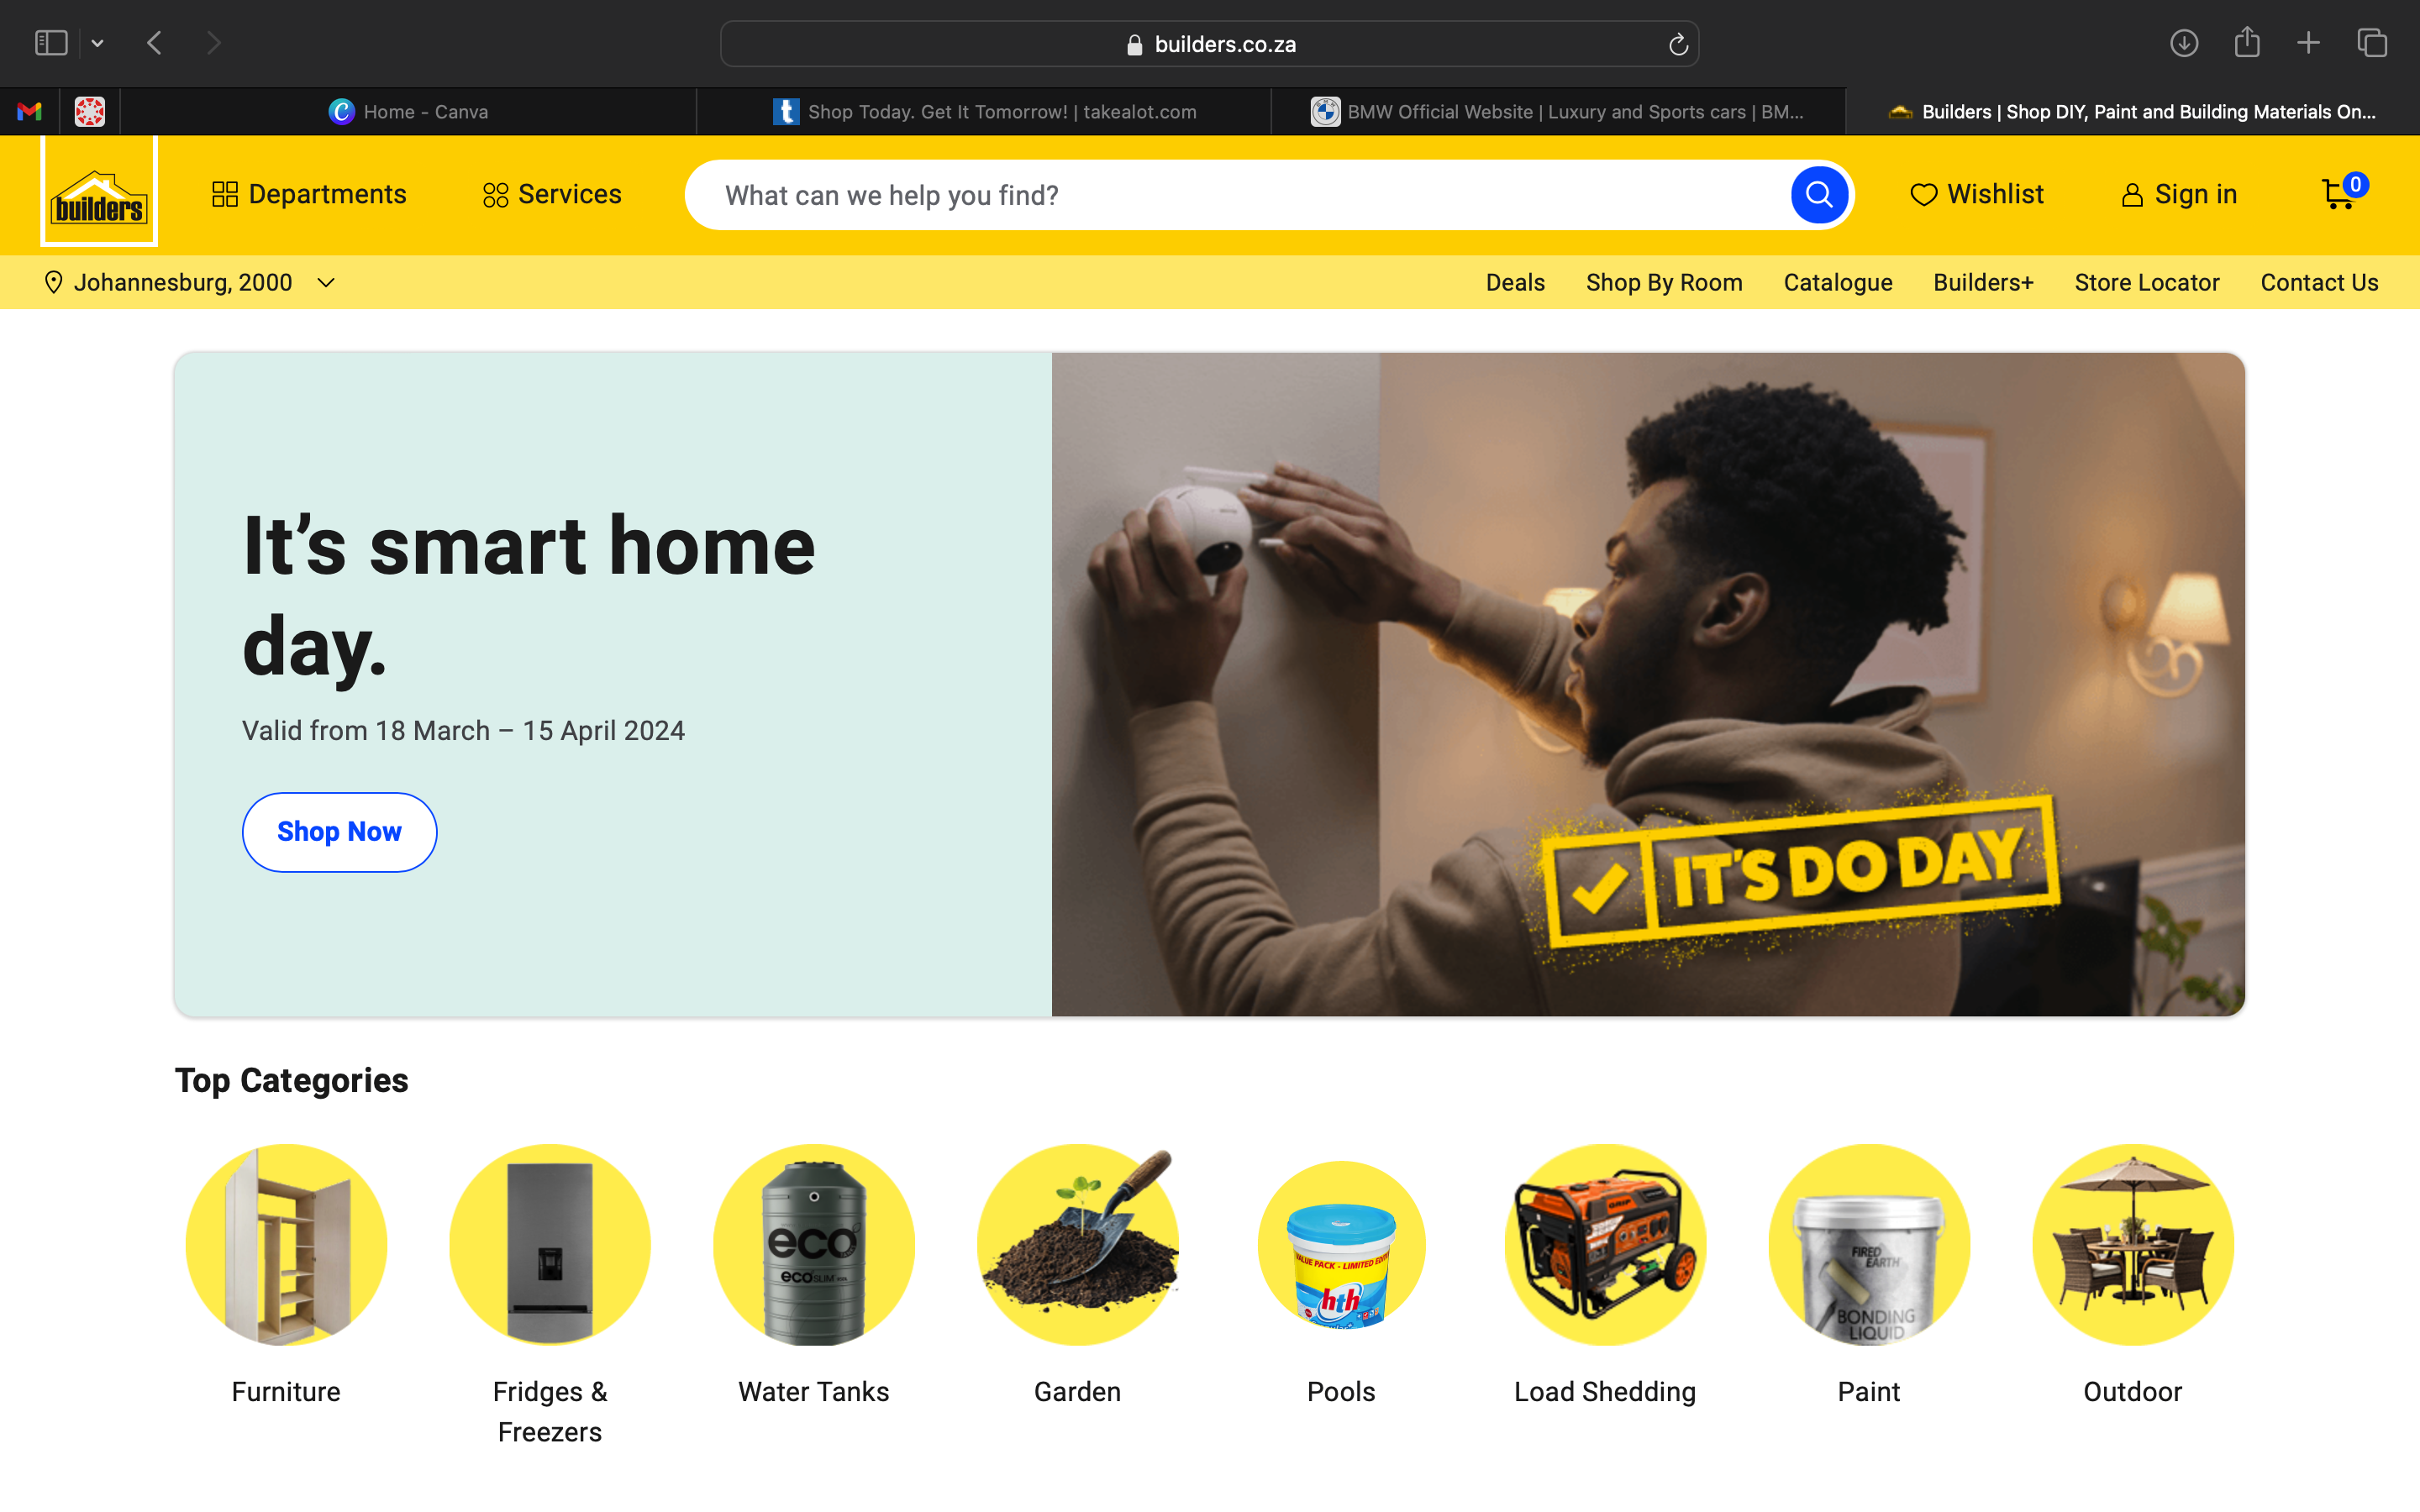 builders.co.za
Home - Canva
Shop Today. Get It Tomorrow! | takealot.com
BMW Official Website | Luxury and Sports cars | BM...
Builders | Shop DIY, Paint and Building Materials On...
builders
Departments
Services
What can we help you find?
Wishlist
Sign in
0
Johannesburg, 2000
Deals
Shop By Room
Catalogue
Builders+
Store Locator
Contact Us
It’s smart home
day.
Valid from 18 March – 15 April 2024
Shop Now
IT'S DO DAY
Top Categories
eco
ecoSLIM
VALUE PACK - LIMITED EDITI
hth
GRIP
FIRED
EARTH
BONDING
LIQUID
Furniture
Fridges &
Freezers
Water Tanks
Garden
Pools
Load Shedding
Paint
Outdoor